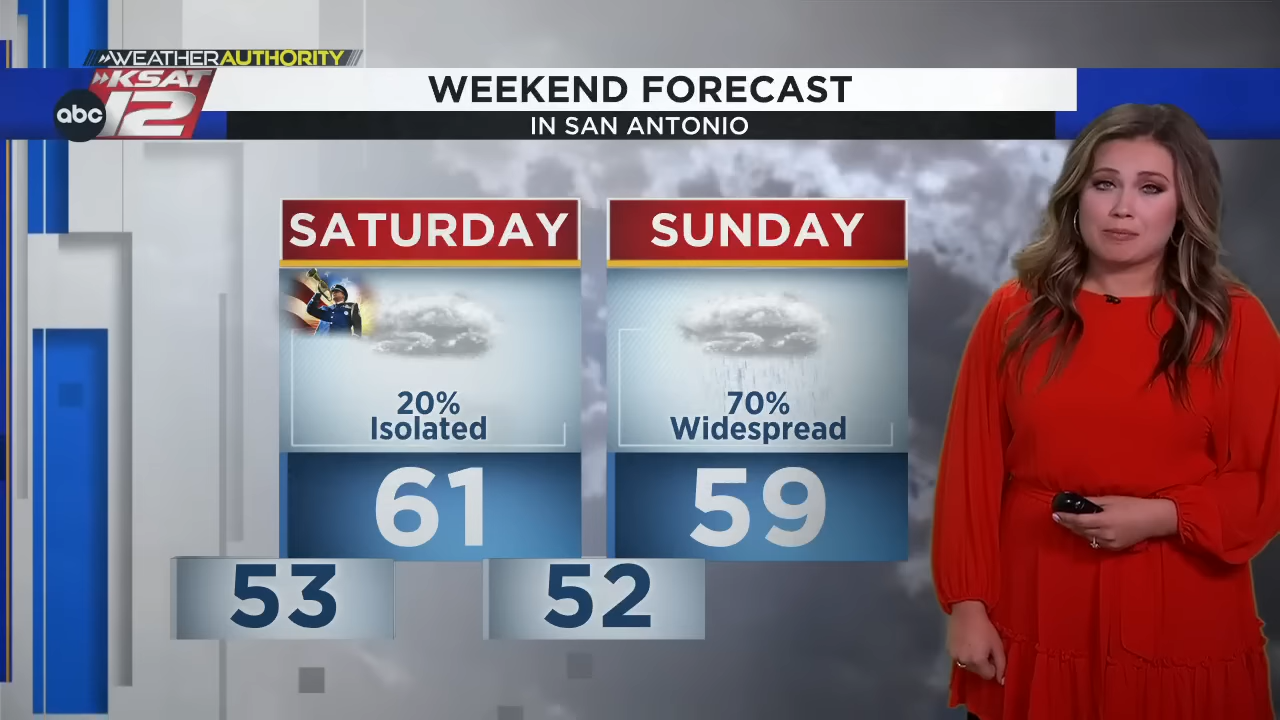 WEATHERAUTHORITY
KSAT
abc
12
WEEKEND FORECAST
IN SAN ANTONIO
SATURDAY
SUNDAY
20%
Isolated
70%
Widespread
61
59
53
52